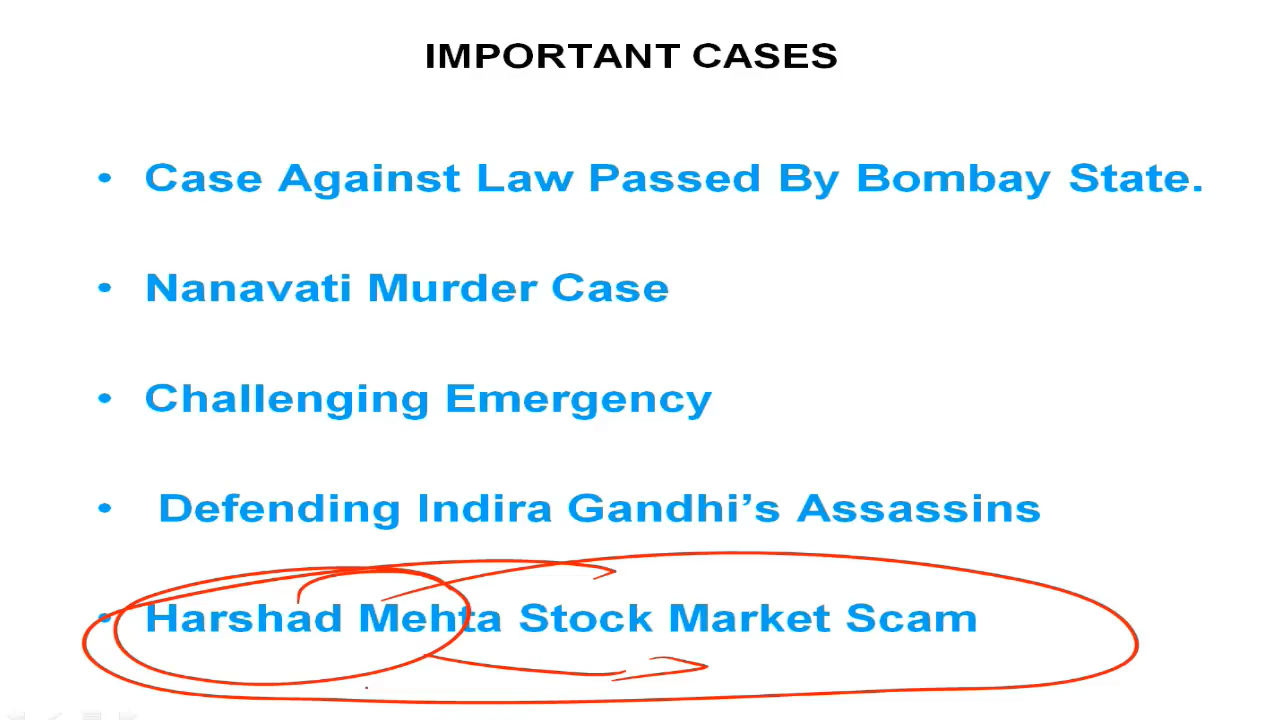 IMPORTANT CASES
• Case Against Law Passed By Bombay State.
• Nanavati Murder Case
• Challenging Emergency
• Defending Indira Gandhi’s Assassins
• Harshad Mehta Stock Market Scam